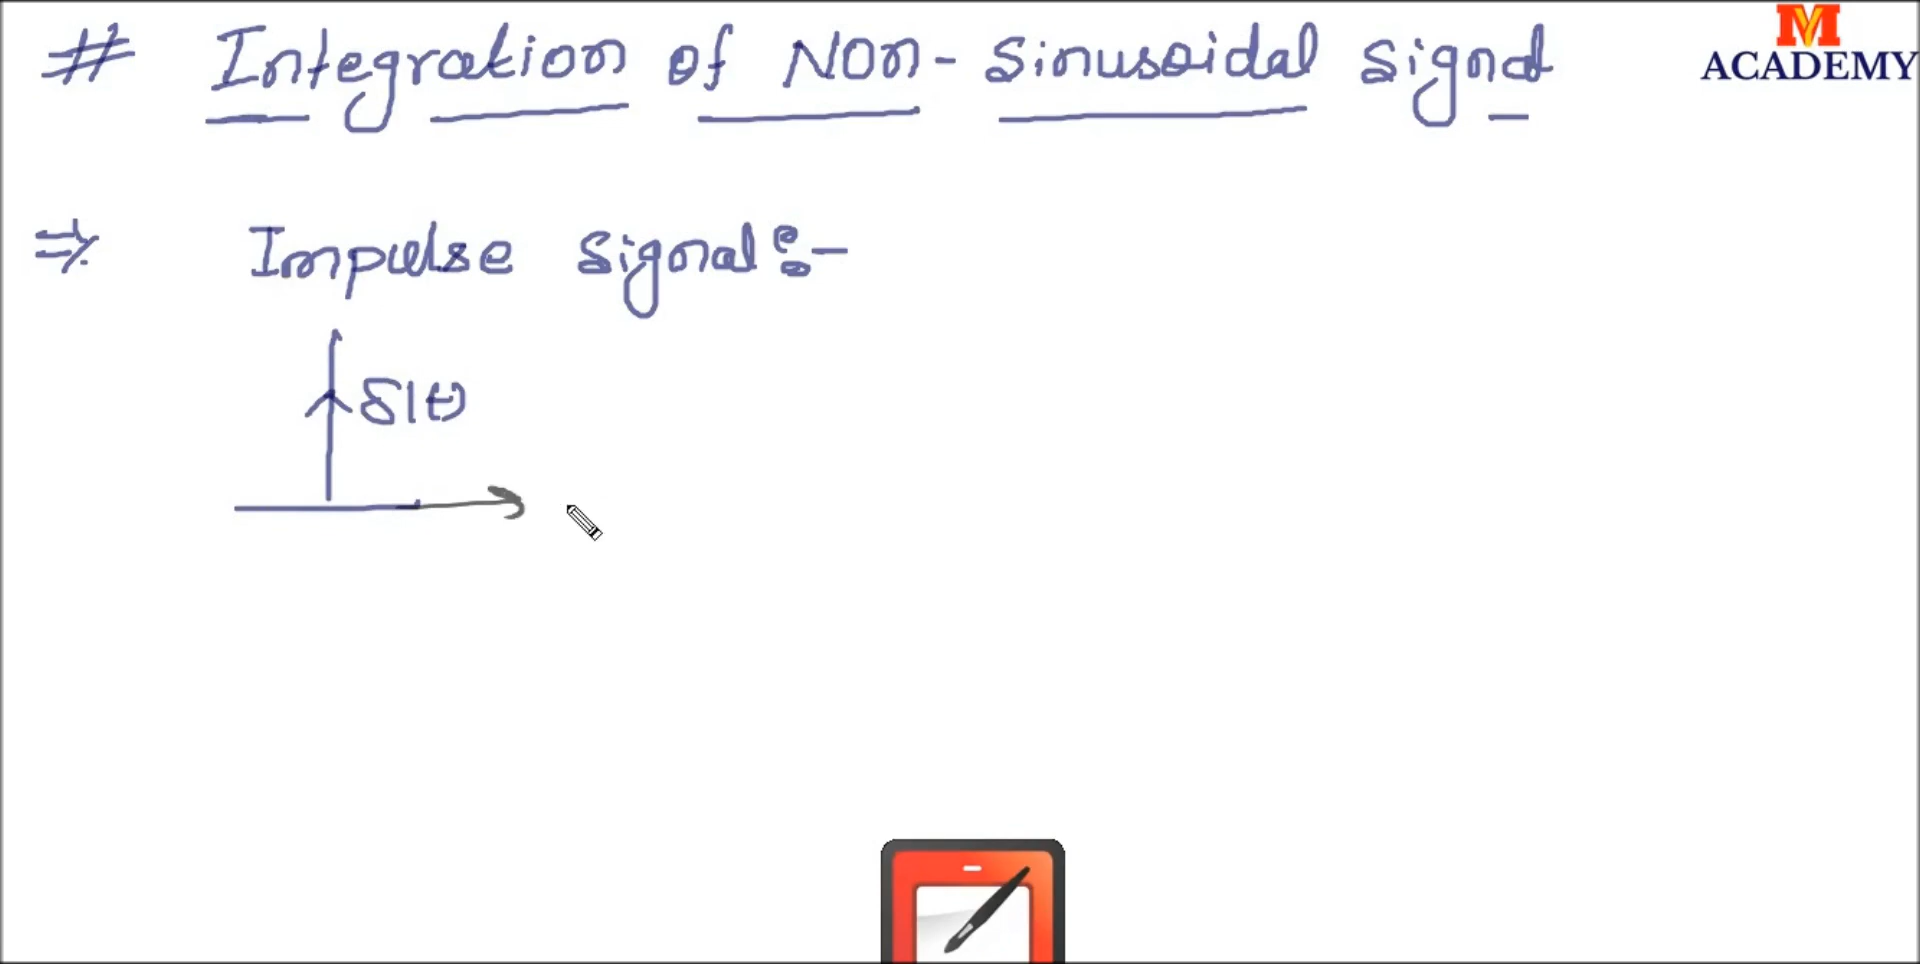 # Integration of Non-Sinusoidal Signal
M
ACADEMY
⇒ Impulse Signal:-
δ(t)